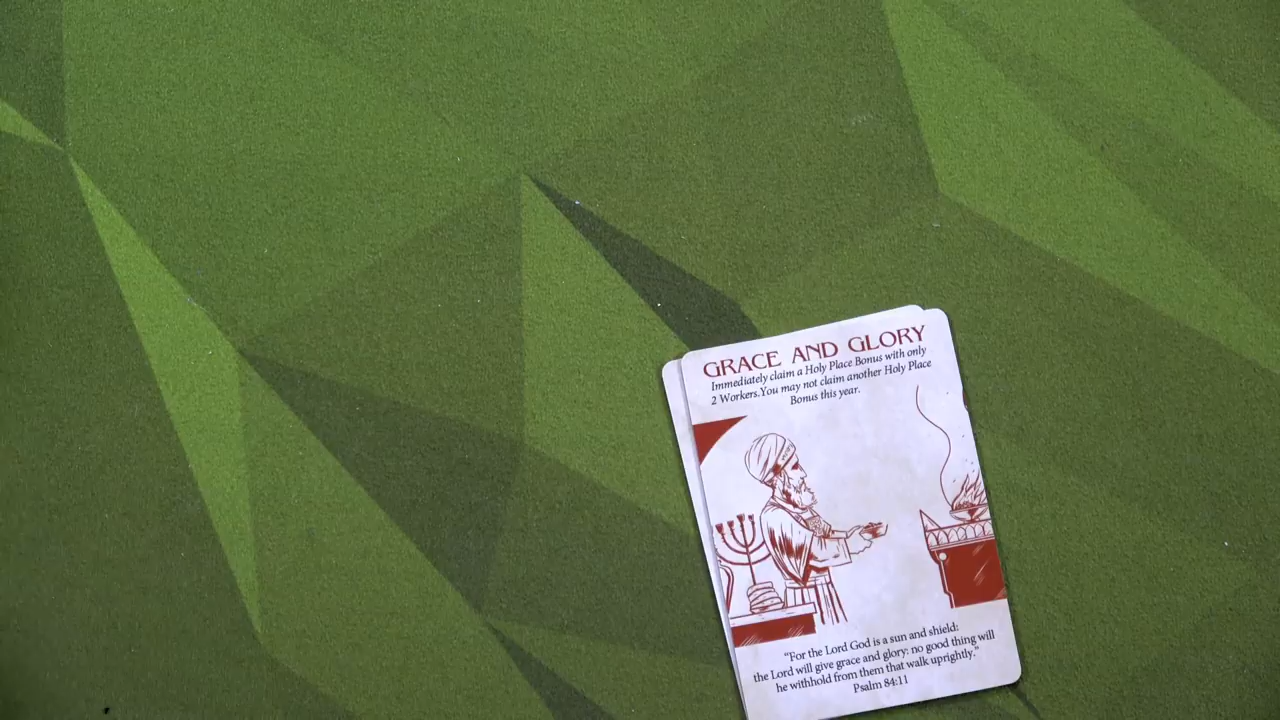 GRACE AND GLORY
Immediately claim a Holy Place Bonus with only
2 Workers.You may not claim another Holy Place
Bonus this year.
“For the Lord God is a sun and shield:
the Lord will give grace and glory: no good thing will
he withhold from them that walk uprightly.”
Psalm 84:11